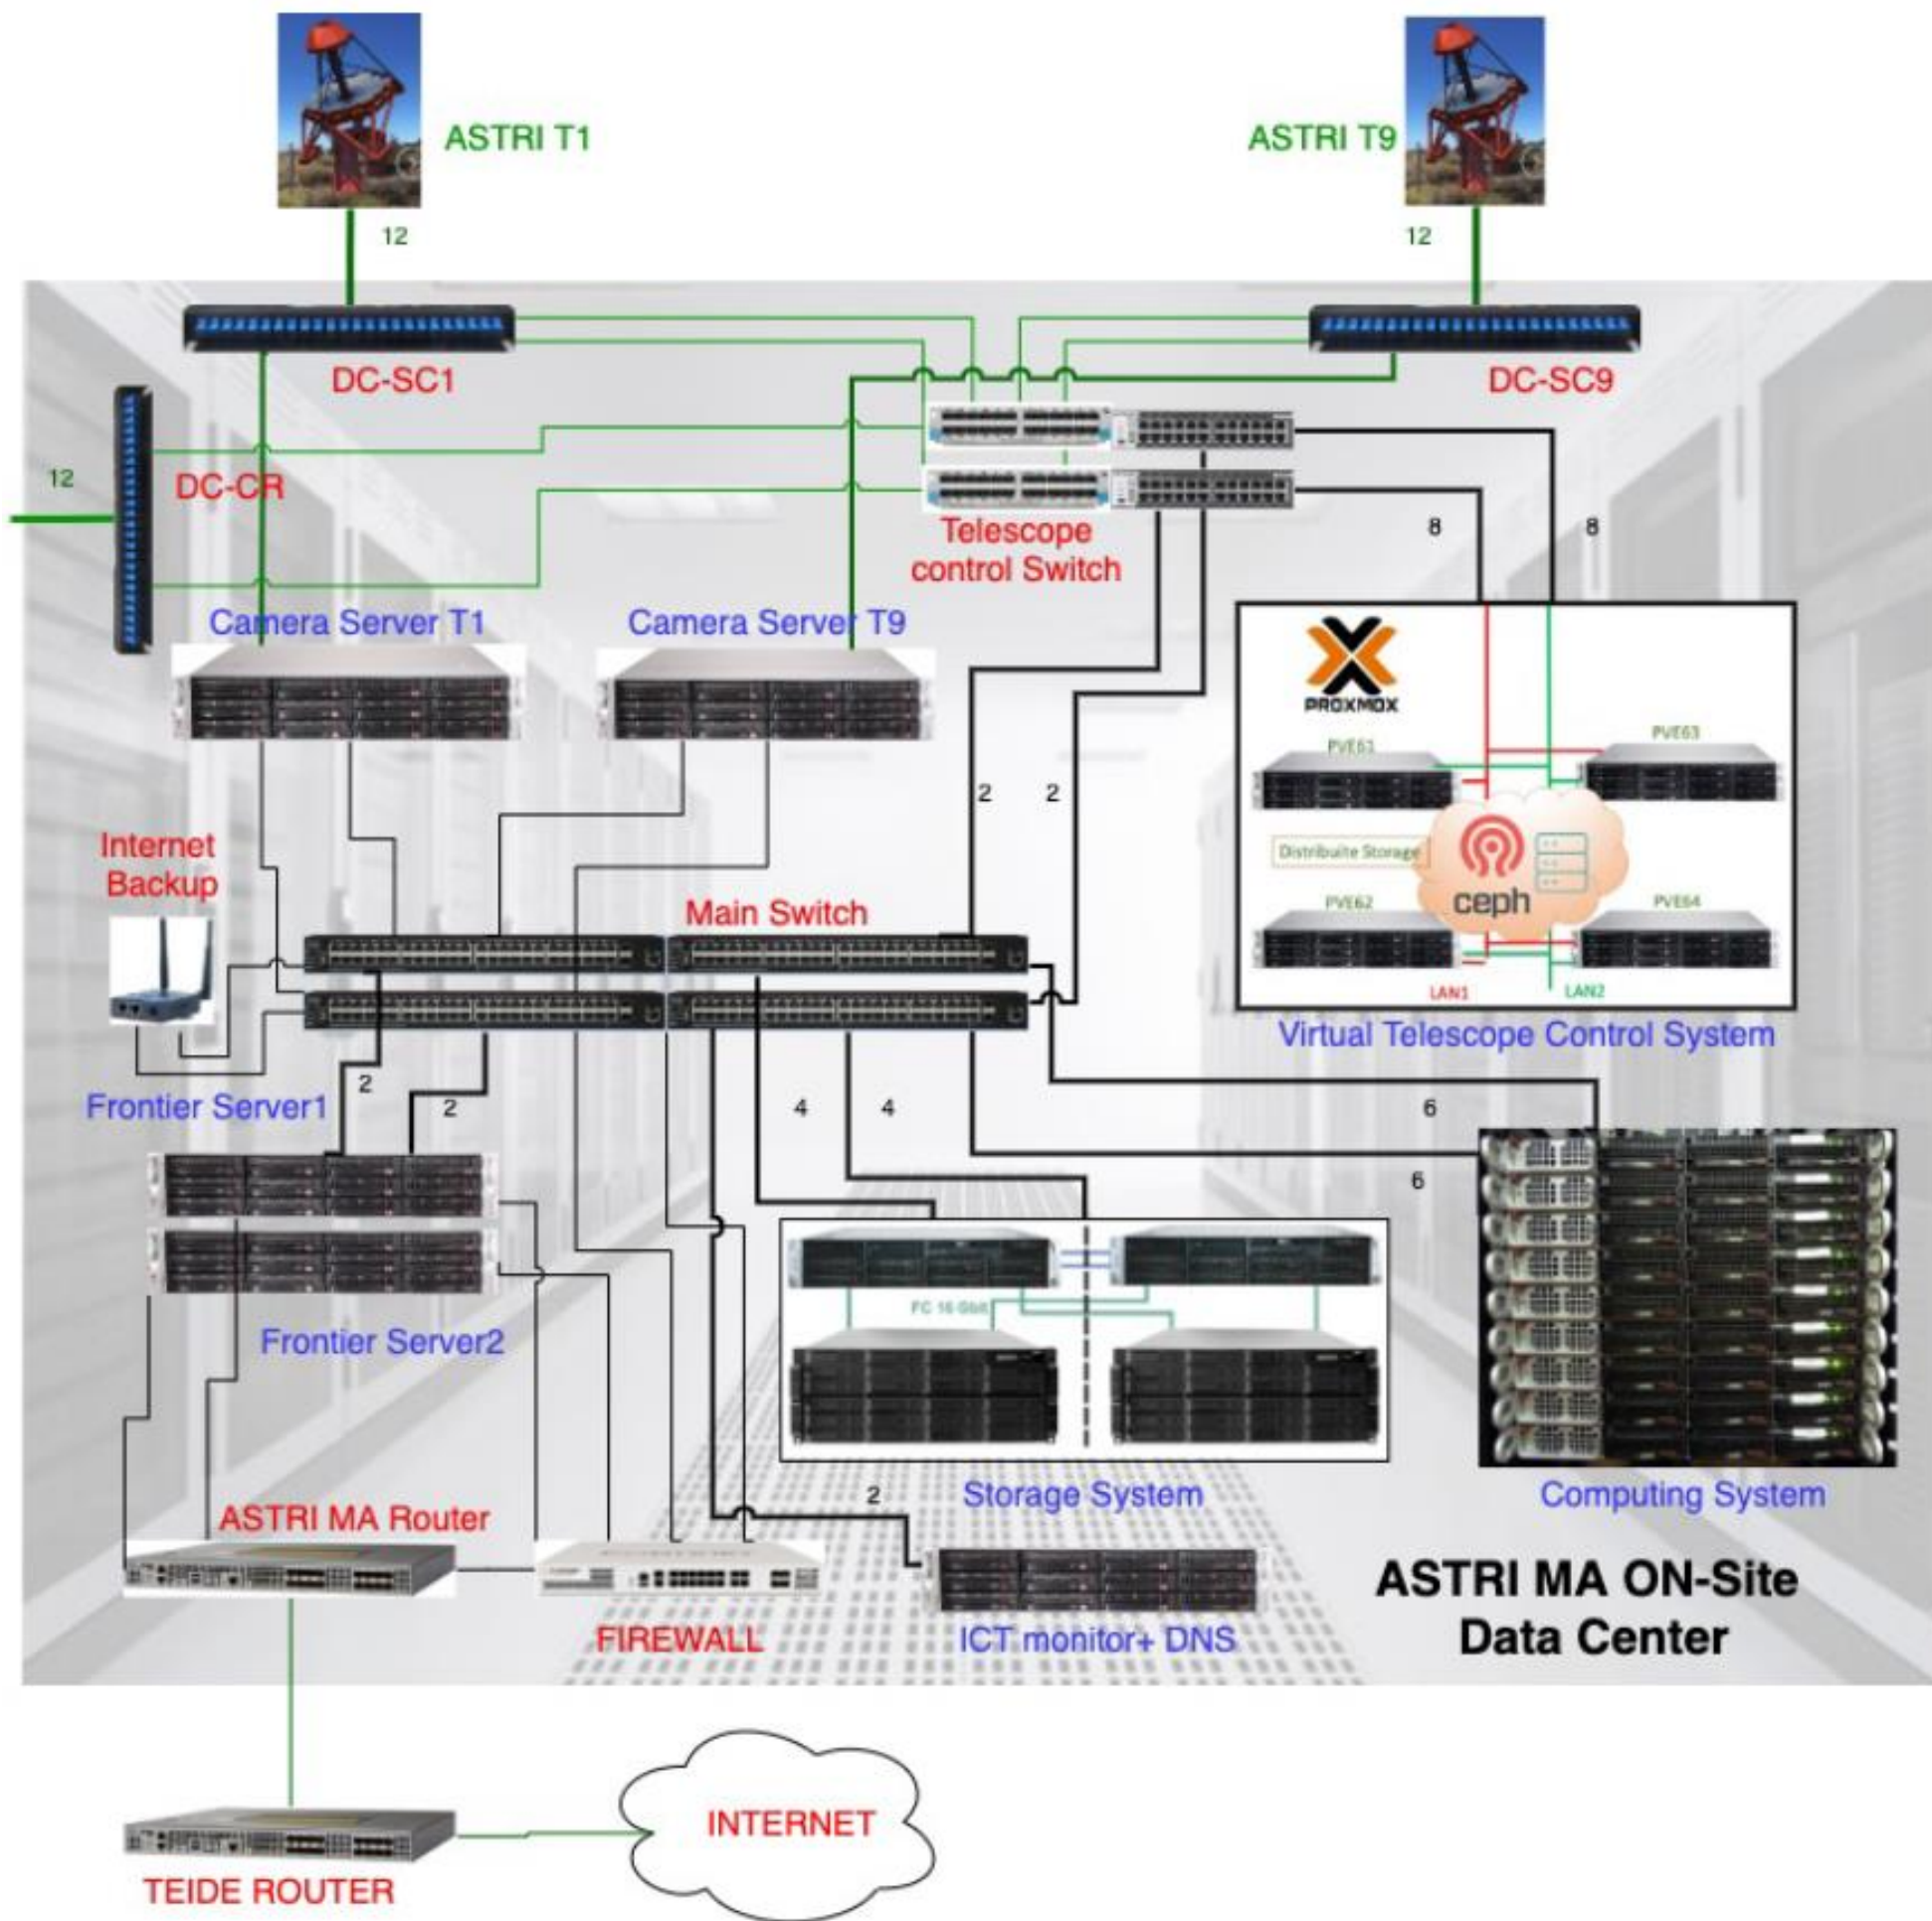 ASTRI T1
ASTRI T9
12
12
DC-SC1
DC-SC9
12
DC-CR
Telescope
control Switch
8
8
Camera Server T1
Camera Server T9
PROXMOX
PVE61
PVE63
2
2
Internet
Backup
Distribuite Storage
ceph
Main Switch
PVE62
PVE64
LAN1
LAN2
Virtual Telescope Control System
2
Frontier Server1
2
4
4
6
6
FC 16 Gbit
Frontier Server2
2
Storage System
Computing System
ASTRI MA Router
ASTRI MA ON-Site
Data Center
FIREWALL
ICT monitor+ DNS
INTERNET
TEIDE ROUTER